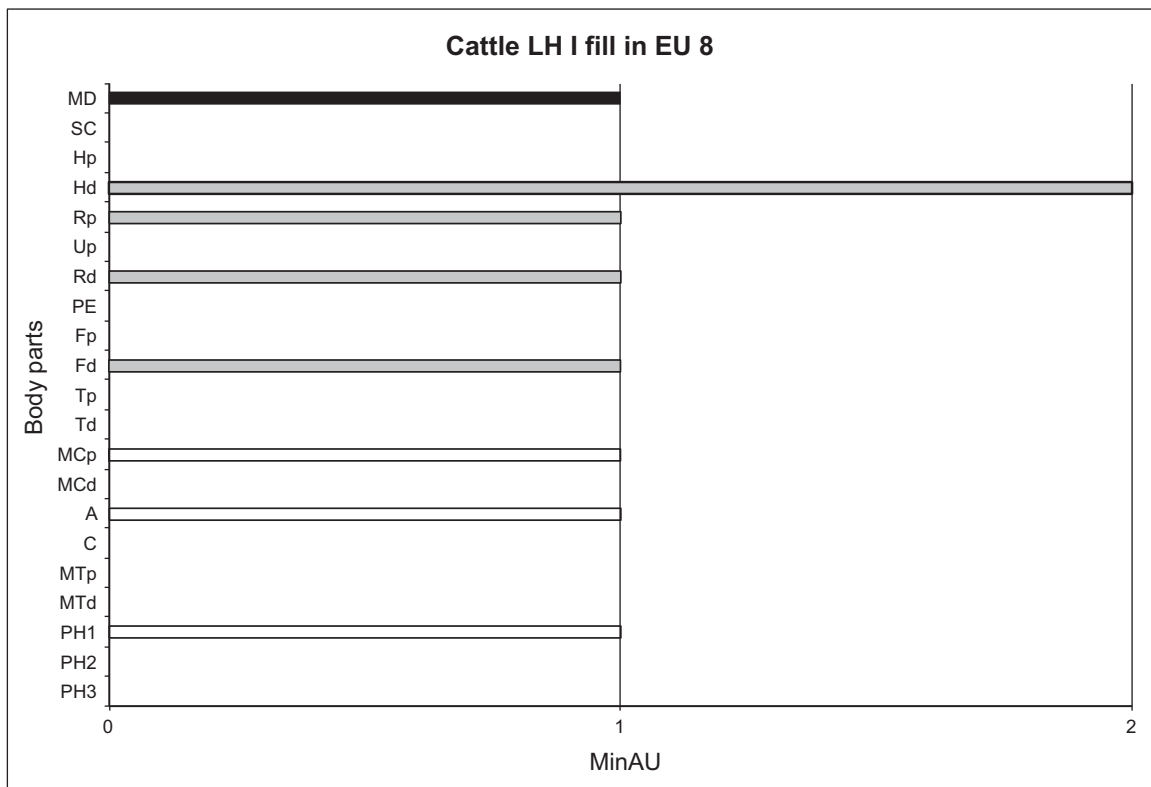 Cattle LH I fill in EU 8
Body parts
MD
SC
Hp
Hd
Rp
Up
Rd
PE
Fp
Fd
Tp
Td
MCp
MCd
A
C
MTp
MTd
PH1
PH2
PH3
0 1 2
MinAU